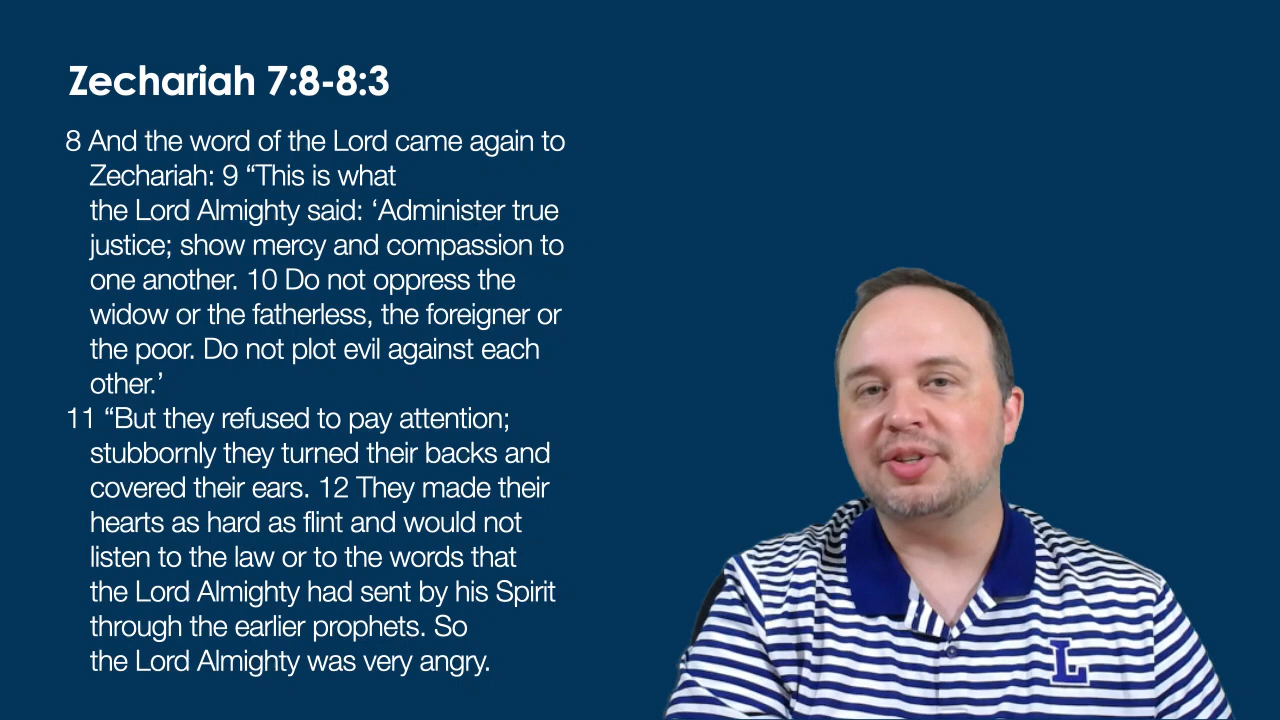 Zechariah 7:8-8:3
8 And the word of the Lord came again to
Zechariah: 9 “This is what
the Lord Almighty said: ‘Administer true
justice; show mercy and compassion to
one another. 10 Do not oppress the
widow or the fatherless, the foreigner or
the poor. Do not plot evil against each
other.’
11 “But they refused to pay attention;
stubbornly they turned their backs and
covered their ears. 12 They made their
hearts as hard as flint and would not
listen to the law or to the words that
the Lord Almighty had sent by his Spirit
through the earlier prophets. So
the Lord Almighty was very angry.
L